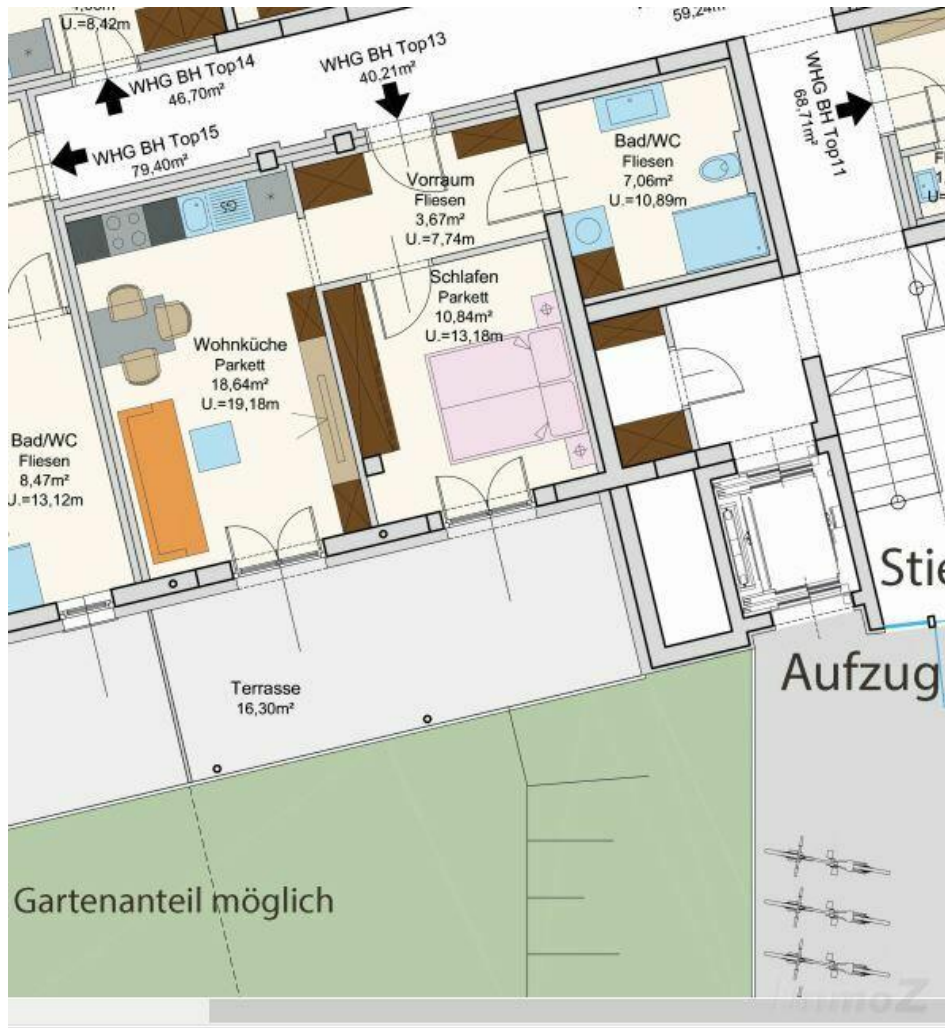 U.=8,42m
59,24m²
WHG BH Top14
46,70m²
WHG BH Top13
40,21m²
WHG BH Top15
79,40m²
WHG BH Top11
68,71m²
Bad/WC
Fliesen
7,06m²
U.=10,89m
Vorraum
Fliesen
3,67m²
U.=7,74m
GS
Schlafen
Parkett
10,84m²
U.=13,18m
Wohnküche
Parkett
18,64m²
U.=19,18m
Bad/WC
Fliesen
8,47m²
U.=13,12m
Stie
Aufzug
Terrasse
16,30m²
Gartenanteil möglich